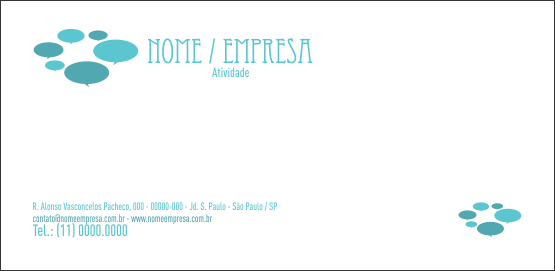 NOME / EMPRESA
Atividade
R. Alonso Vasconcelos Pacheco, 000 - 00000-000 - Jd. S. Paulo - São Paulo / SP
contato@nomeempresa.com.br - www.nomeempresa.com.br
Tel.: (11) 0000.0000